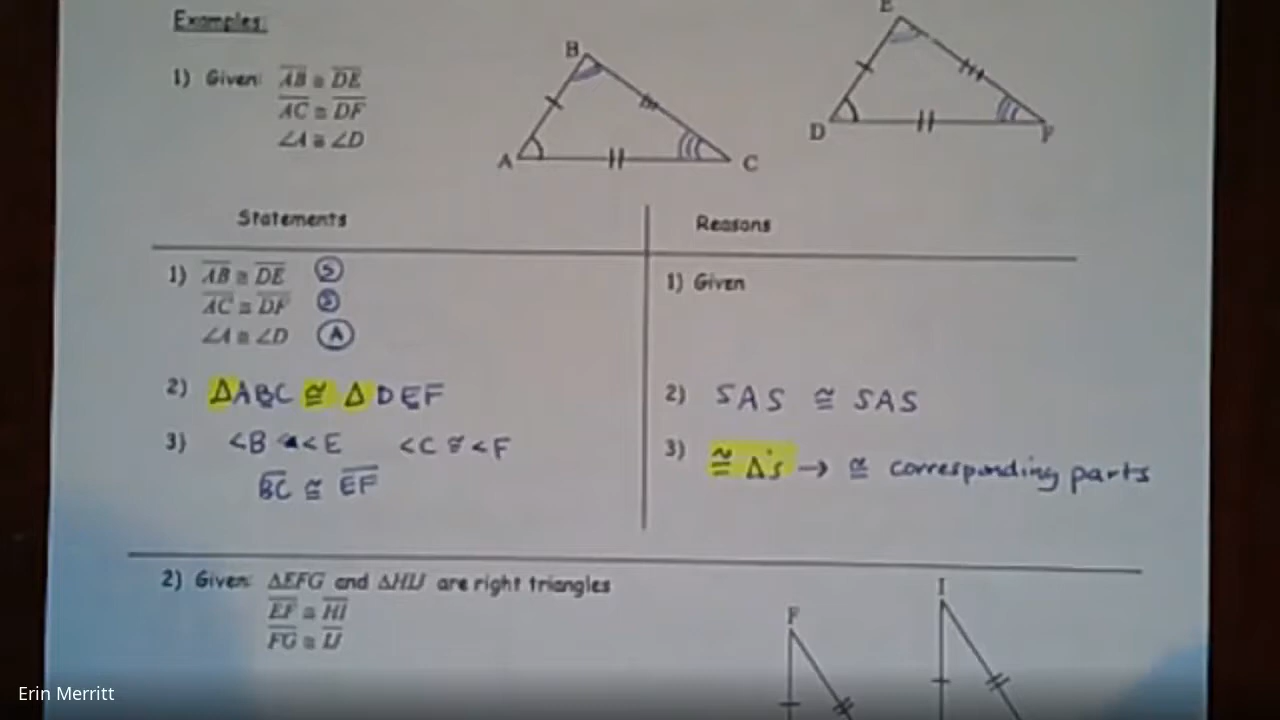 Examples:
E
B
1) Given: AB ≅ DE
AC ≅ DF
∠A ≅ ∠D
D
F
A
C
Statements
Reasons
1) AB ≅ DE S
AC ≅ DF S
∠A ≅ ∠D A
1) Given
2) ΔABC ≅ Δ DEF
2) SAS ≅ SAS
3) <B ≅ <E <C ≅ <F
BC ≅ EF
3) ≅ Δ's → ≅ corresponding parts
2) Given: ΔEFG and ΔHIJ are right triangles
EF ≅ HI
FG ≅ IJ
F
I
Erin Merritt